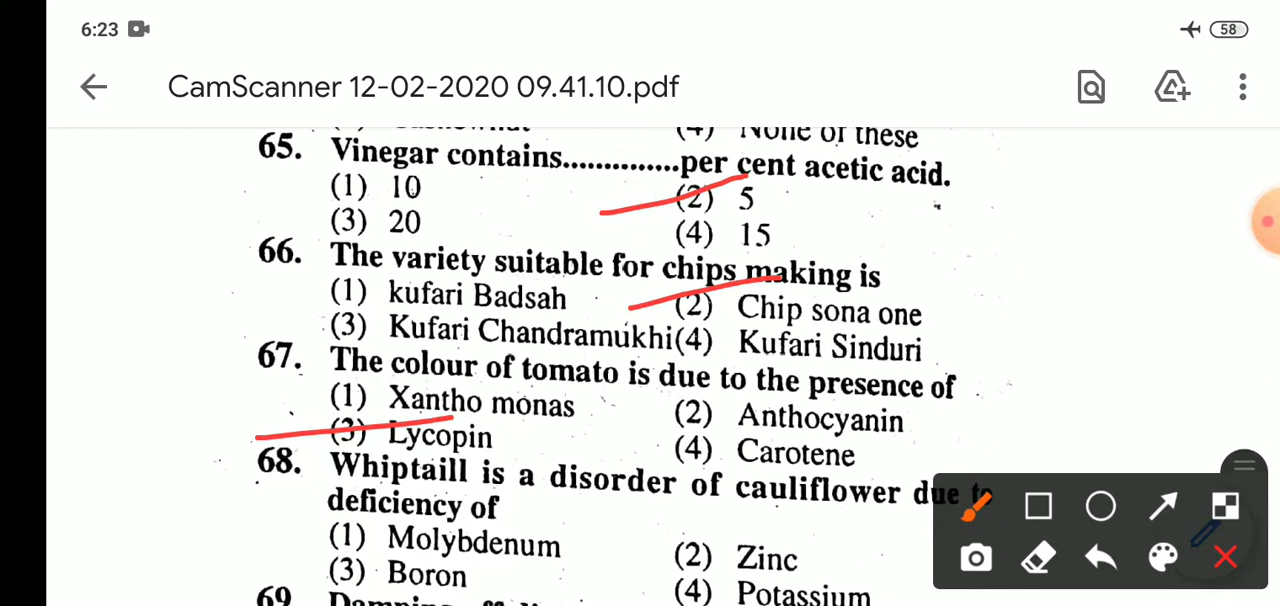 6:23 58
CamScanner 12-02-2020 09.41.10.pdf
(4) None of these
65. Vinegar contains..............per cent acetic acid.
(1) 10 (2) 5
(3) 20 (4) 15
66. The variety suitable for chips making is
(1) kufari Badsah (2) Chip sona one
(3) Kufari Chandramukhi(4) Kufari Sinduri
67. The colour of tomato is due to the presence of
(1) Xantho monas (2) Anthocyanin
(3) Lycopin (4) Carotene
68. Whiptaill is a disorder of cauliflower due to
deficiency of
(1) Molybdenum (2) Zinc
(3) Boron (4) Potassium
69